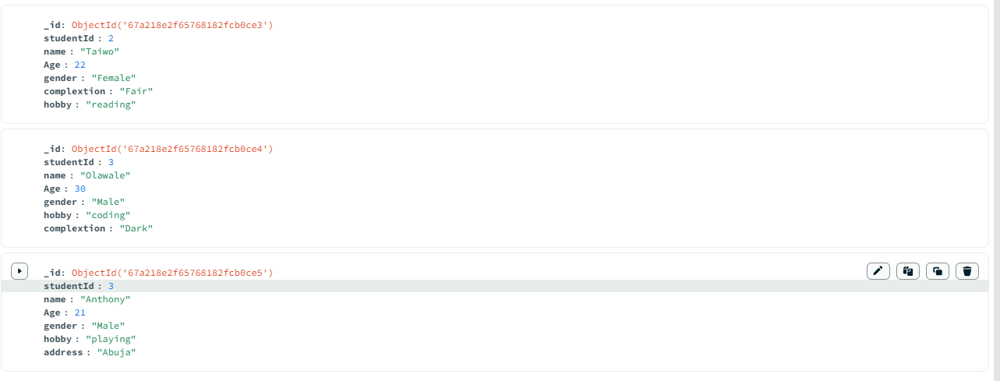 _id: ObjectId('67a218e2f65768182fcb0ce3')
studentId : 2
name : "Taiwo"
Age : 22
gender : "Female"
complextion : "Fair"
hobby : "reading"
_id: ObjectId('67a218e2f65768182fcb0ce4')
studentId : 3
name : "Olawale"
Age : 30
gender : "Male"
hobby : "coding"
complextion : "Dark"
_id: ObjectId('67a218e2f65768182fcb0ce5')
studentId : 3
name : "Anthony"
Age : 21
gender : "Male"
hobby : "playing"
address : "Abuja"